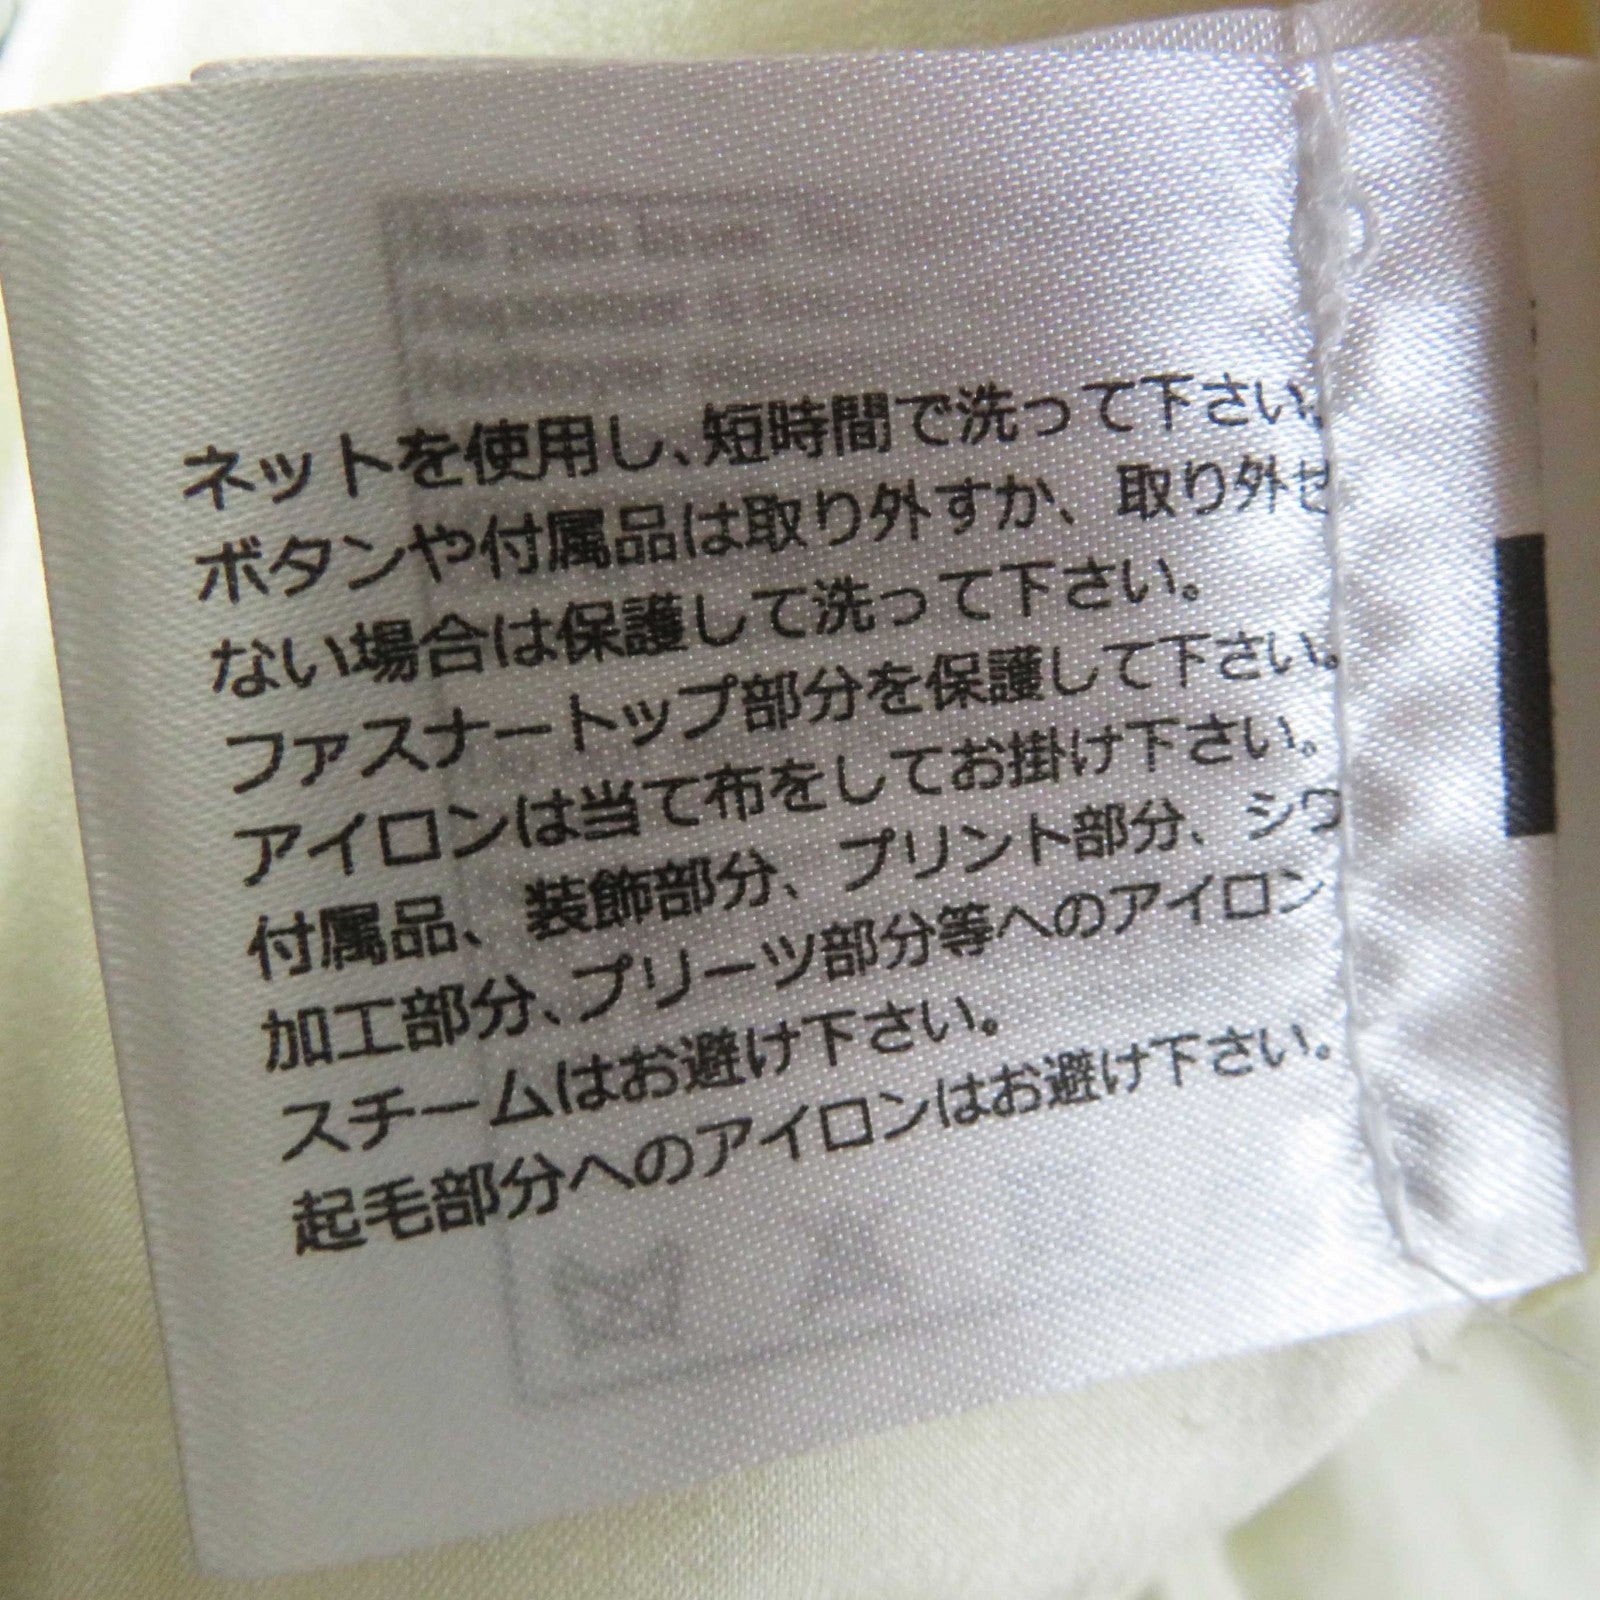 ネットを使用し、短時間で洗って下さい。
ボタンや付属品は取り外すか、取り外せ
ない場合は保護して洗って下さい。
ファスナートップ部分を保護して下さい。
アイロンは当て布をしてお掛け下さい。
付属品、装飾部分、プリント部分、シワ
加工部分、プリーツ部分等へのアイロン
スチームはお避け下さい。
起毛部分へのアイロンはお避け下さい。